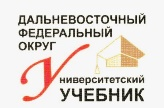 ДАЛЬНЕВОСТОЧНЫЙ
ФЕДЕРАЛЬНЫЙ
ОКРУГ
Университетский
УЧЕБНИК